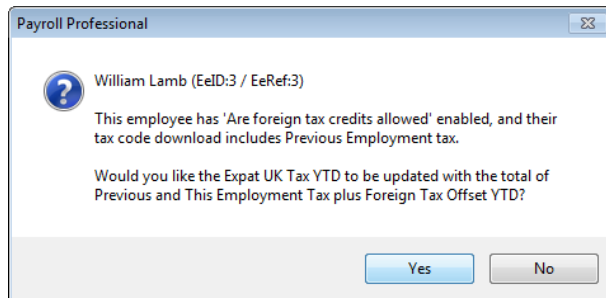 Payroll Professional
William Lamb (EeID:3 / EeRef:3)
This employee has 'Are foreign tax credits allowed' enabled, and their
tax code download includes Previous Employment tax.
Would you like the Expat UK Tax YTD to be updated with the total of
Previous and This Employment Tax plus Foreign Tax Offset YTD?
Yes
No